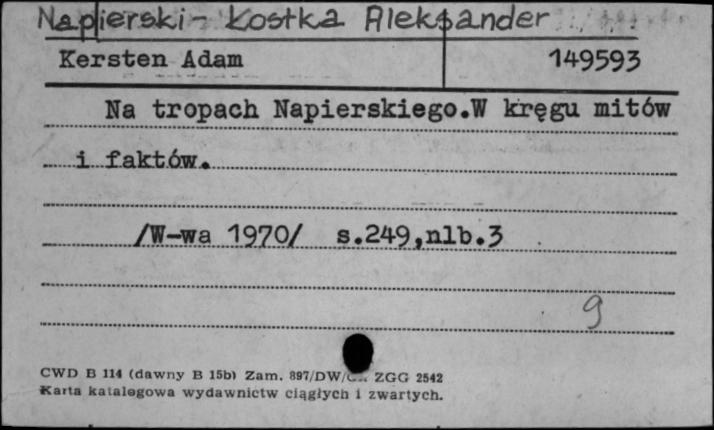 Napierski - Kostka Aleksander
Kersten Adam 149593
Na tropach Napierskiego.W kręgu mitów
i faktów.
/W-wa 1970/ s.249,nlb.3
9
CWD B 114 (dawny B 15b) Zam. 897/DW/ ZGG 2542
Karta katalogowa wydawnictw ciągłych i zwartych.